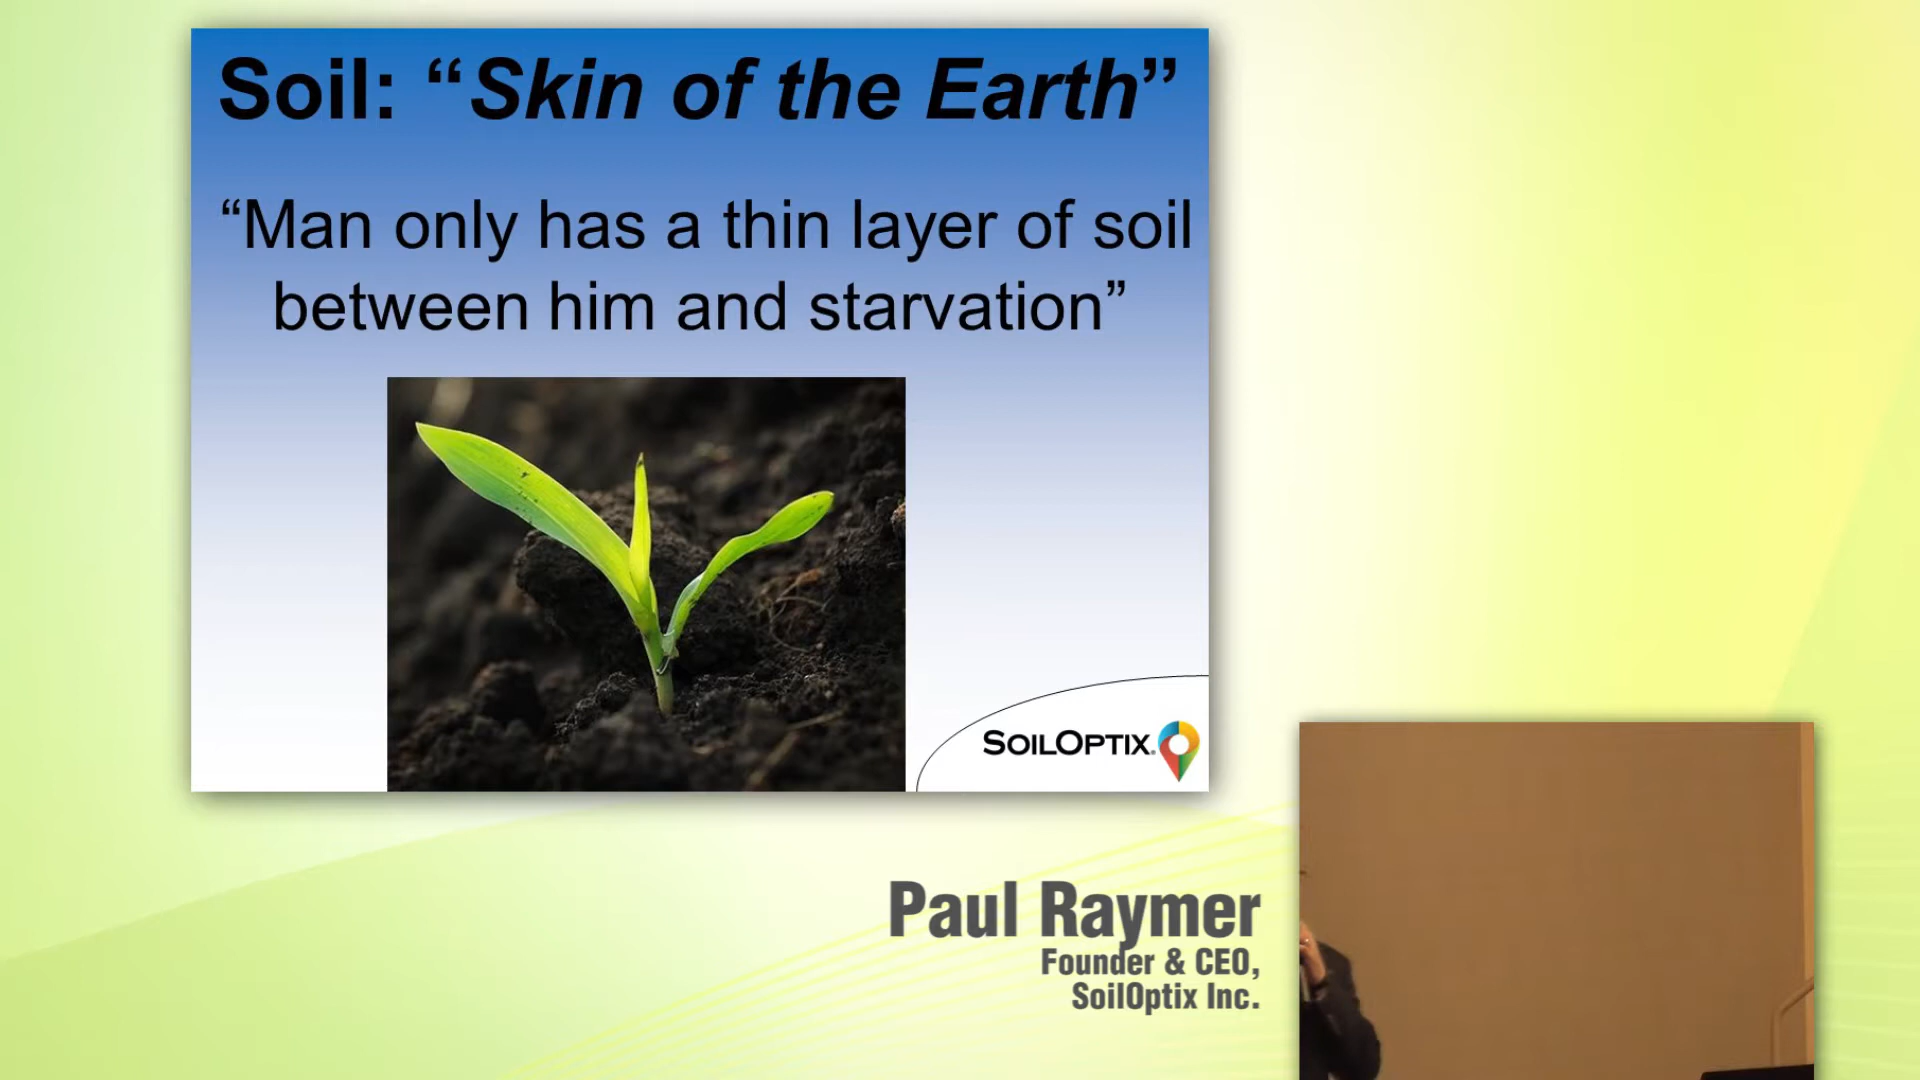 Soil: “Skin of the Earth”
“Man only has a thin layer of soil
between him and starvation”
SOILOPTIX®
Paul Raymer
Founder & CEO,
SoilOptix Inc.